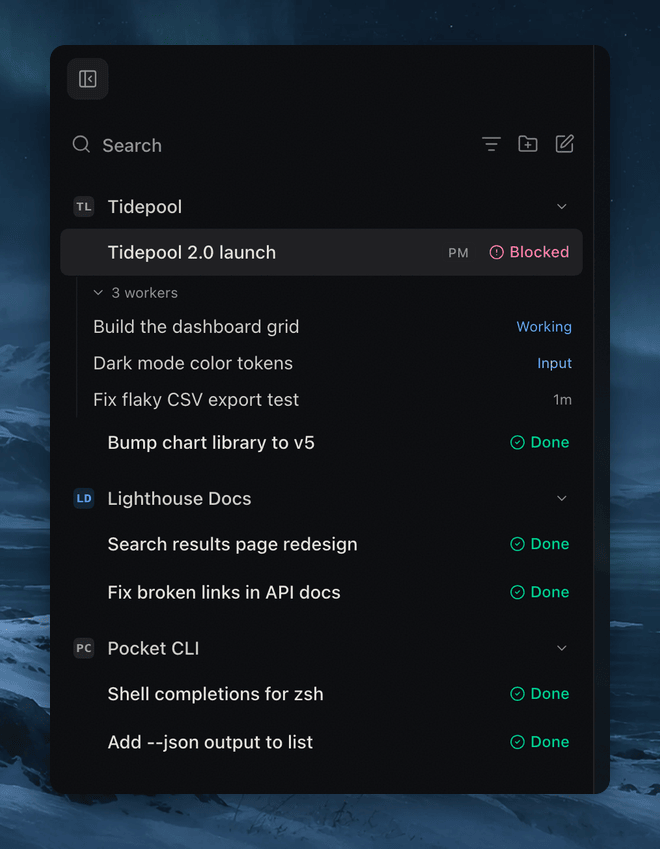 Search
TL Tidepool
Tidepool 2.0 launch PM Blocked
3 workers
Build the dashboard grid Working
Dark mode color tokens Input
Fix flaky CSV export test 1m
Bump chart library to v5 Done
LD Lighthouse Docs
Search results page redesign Done
Fix broken links in API docs Done
PC Pocket CLI
Shell completions for zsh Done
Add --json output to list Done